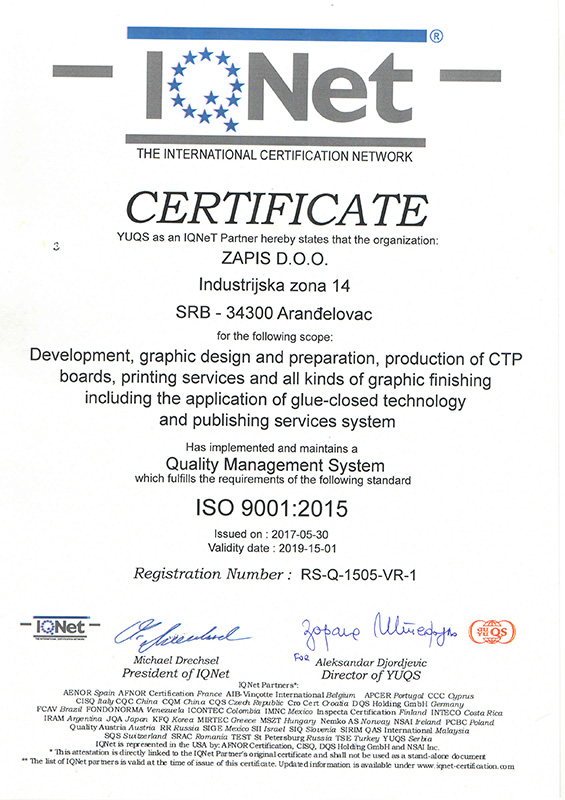 IQNet®
THE INTERNATIONAL CERTIFICATION NETWORK
CERTIFICATE
YUQS as an IQNeT Partner hereby states that the organization:
ZAPIS D.O.O.
Industrijska zona 14
SRB - 34300 Aranđelovac
for the following scope:
Development, graphic design and preparation, production of CTP
boards, printing services and all kinds of graphic finishing
including the application of glue-closed technology
and publishing services system
Has implemented and maintains a
Quality Management System
which fulfills the requirements of the following standard
ISO 9001:2015
Issued on : 2017-05-30
Validity date : 2019-15-01
Registration Number : RS-Q-1505-VR-1
IQNet
YUQS
FOR
Michael Drechsel
President of IQNet
Aleksandar Djordjevic
Director of YUQS
IQNet Partners*:
AENOR Spain AFNOR Certification France AIB-Vinçotte International Belgium APCER Portugal CCC Cyprus
CISQ Italy CQC China CQM China CQS Czech Republic Cro Cert Croatia DQS Holding GmbH Germany
FCAV Brazil FONDONORMA Venezuela ICONTEC Colombia IMNC Mexico Inspecta Certification Finland INTECO Costa Rica
IRAM Argentina JQA Japan KFQ Korea MIRTEC Greece MSZT Hungary Nemko AS Norway NSAI Ireland PCBC Poland
Quality Austria Austria RR Russia SIGE Mexico SII Israel SIQ Slovenia SIRIM QAS International Malaysia
SQS Switzerland SRAC Romania TEST St Petersburg Russia TSE Turkey YUQS Serbia
IQNet is represented in the USA by: AFNOR Certification, CISQ, DQS Holding GmbH and NSAI Inc.
* This attestation is directly linked to the IQNet Partner's original certificate and shall not be used as a stand-alone document
** The list of IQNet partners is valid at the time of issue of this certificate. Updated information is available under www.iqnet-certification.com